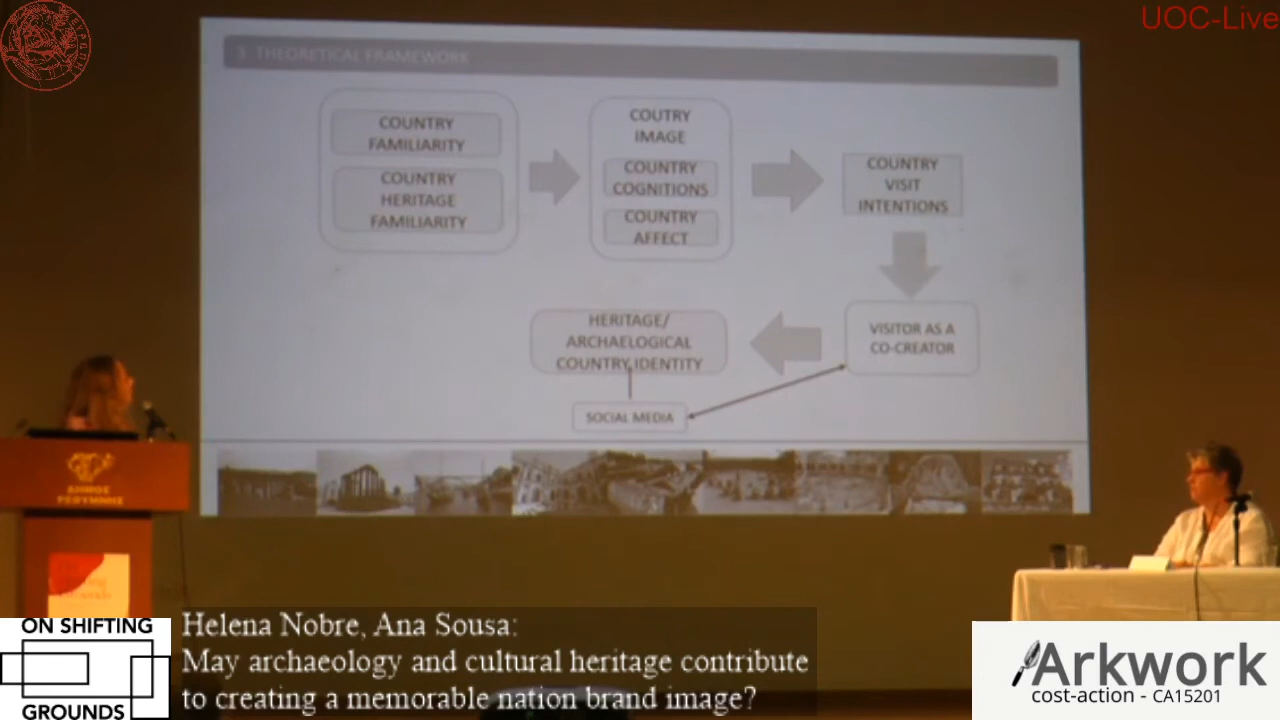 UOC-Live
3. THEORETICAL FRAMEWORK
COUNTRY
FAMILIARITY
COUNTRY
HERITAGE
FAMILIARITY
COUTRY
IMAGE
COUNTRY
COGNITIONS
COUNTRY
AFFECT
COUNTRY
VISIT
INTENTIONS
VISITOR AS A
CO-CREATOR
HERITAGE/
ARCHAELOGICAL
COUNTRY IDENTITY
SOCIAL MEDIA
ΔΗΜΟΣ
ΡΕΘΥΜΝΗΣ
ON SHIFTING
GROUNDS
Helena Nobre, Ana Sousa:
May archaeology and cultural heritage contribute
to creating a memorable nation brand image?
Arkwork
cost-action - CA15201